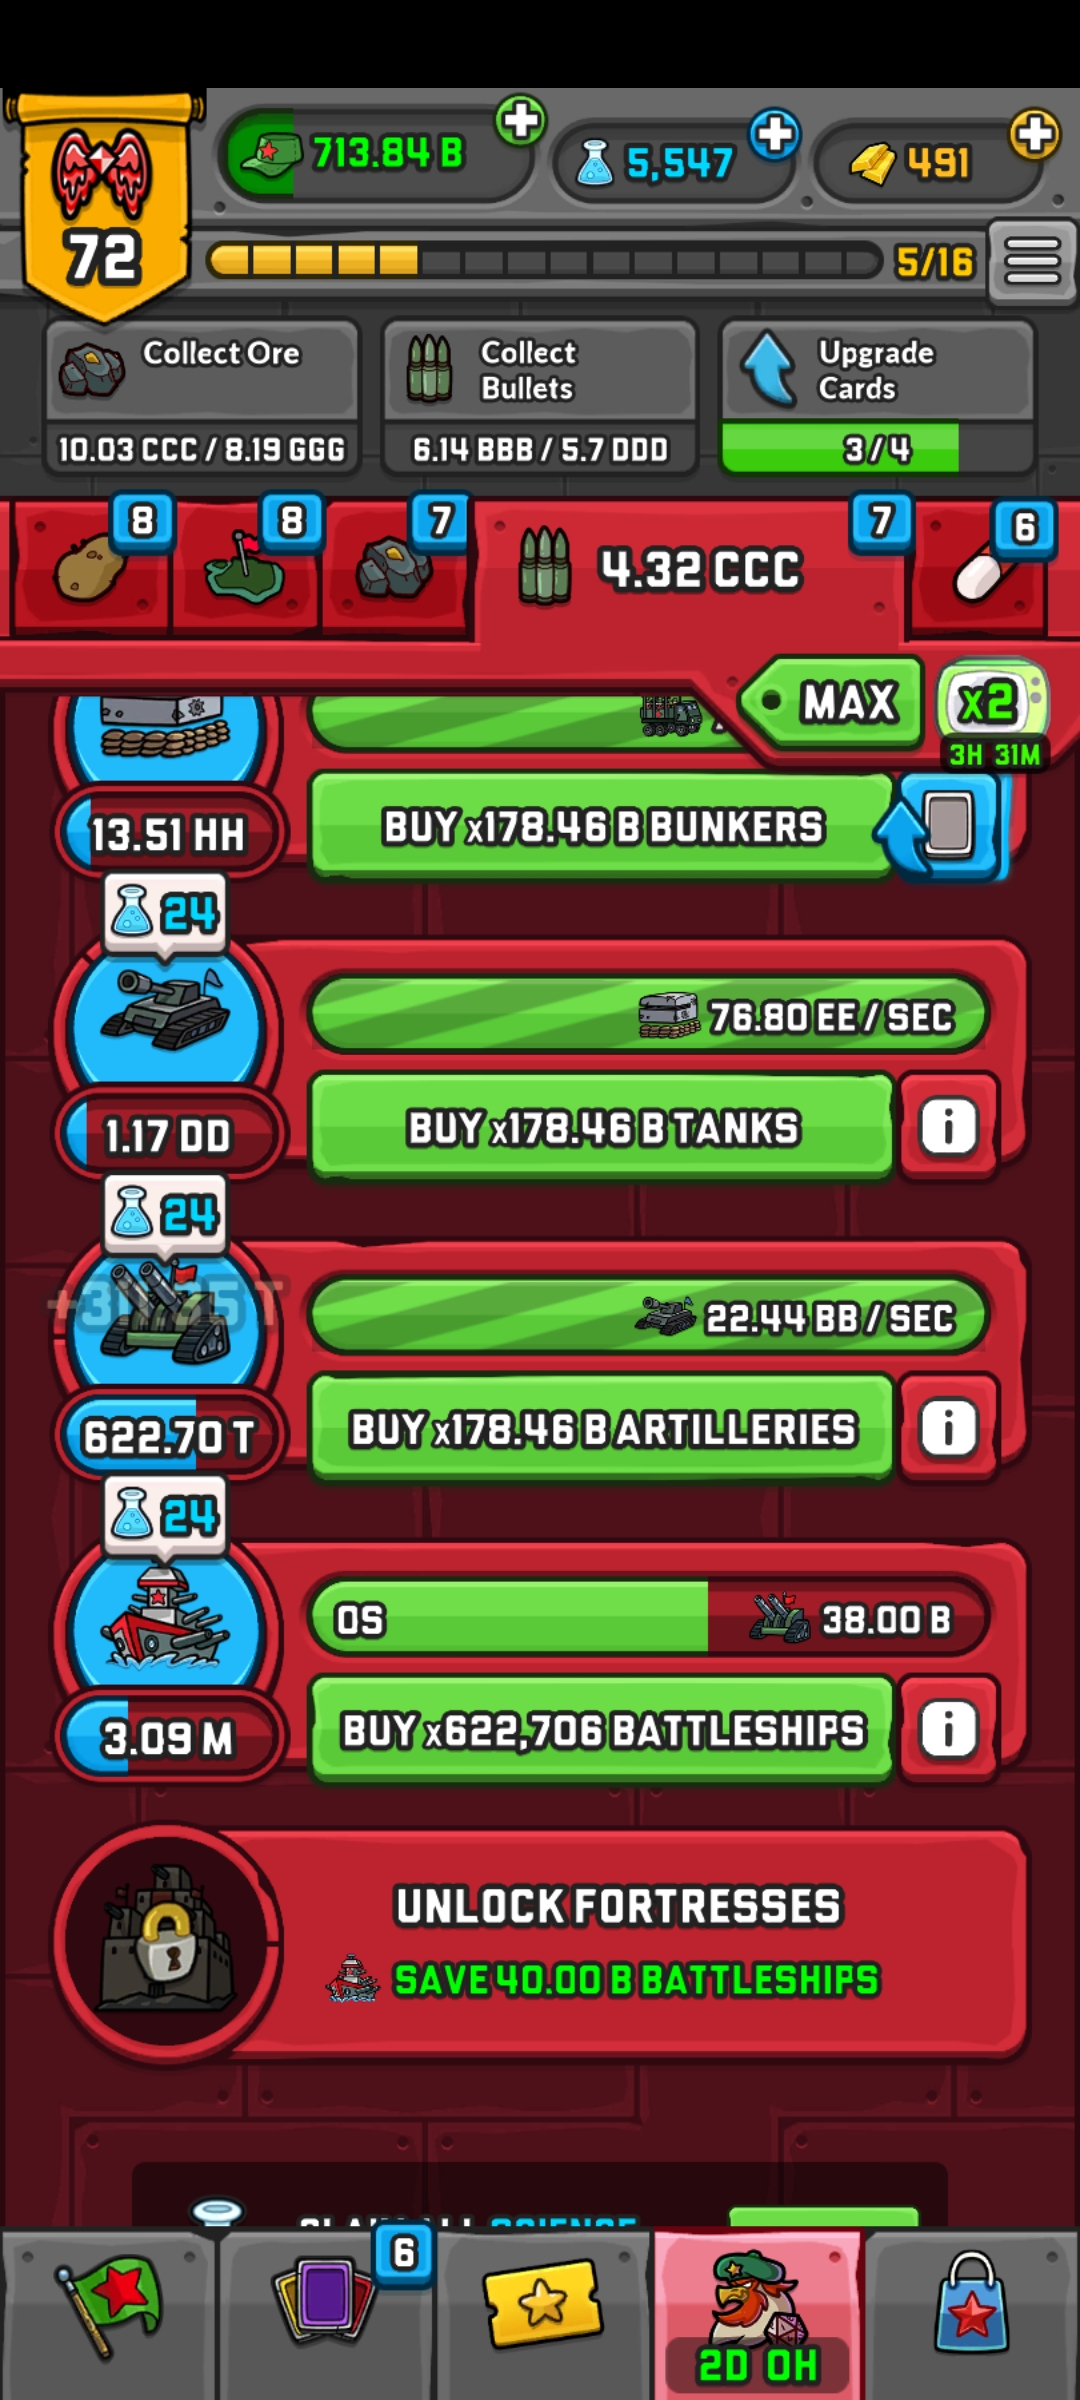 713.84 B
5,547
491
72
5/16
Collect Ore
10.03 CCC / 8.19 GGG
Collect
Bullets
6.14 BBB / 5.7 DDD
Upgrade
Cards
3/4
8
8
7
4.32 CCC
7
6
MAX
x2
3H 31M
13.51 HH
BUY x178.46 B BUNKERS
24
76.80 EE / SEC
1.17 DD
BUY x178.46 B TANKS
24
22.44 BB / SEC
622.70 T
BUY x178.46 B ARTILLERIES
24
0S
38.00 B
3.09 M
BUY x622,706 BATTLESHIPS
UNLOCK FORTRESSES
SAVE 40.00 B BATTLESHIPS
6
2D 0H